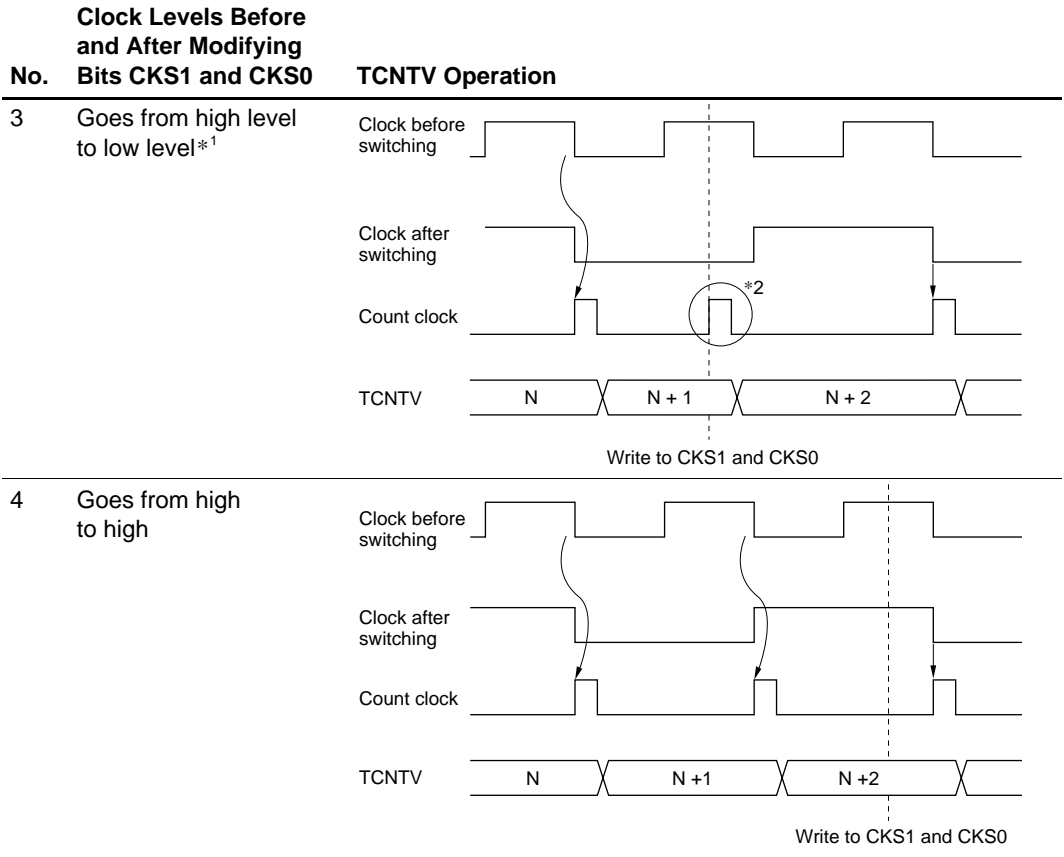 Clock Levels Before
and After Modifying
No. Bits CKS1 and CKS0 TCNTV Operation
3 Goes from high level
to low level*1
Clock before
switching
Clock after
switching
*2
Count clock
TCNTV N N + 1 N + 2
Write to CKS1 and CKS0
4 Goes from high
to high
Clock before
switching
Clock after
switching
Count clock
TCNTV N N +1 N +2
Write to CKS1 and CKS0